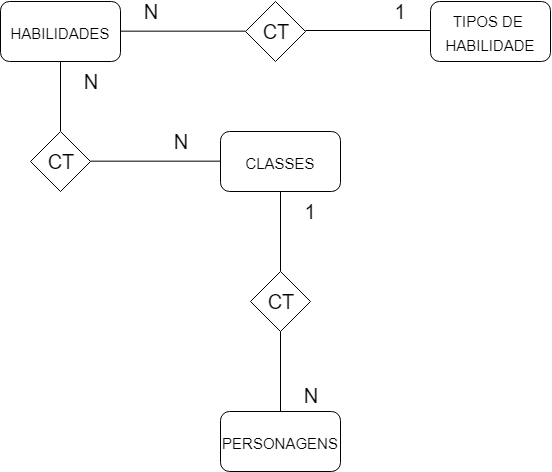 HABILIDADES
N
CT
1
TIPOS DE
HABILIDADE
N
CT
N
CLASSES
1
CT
N
PERSONAGENS